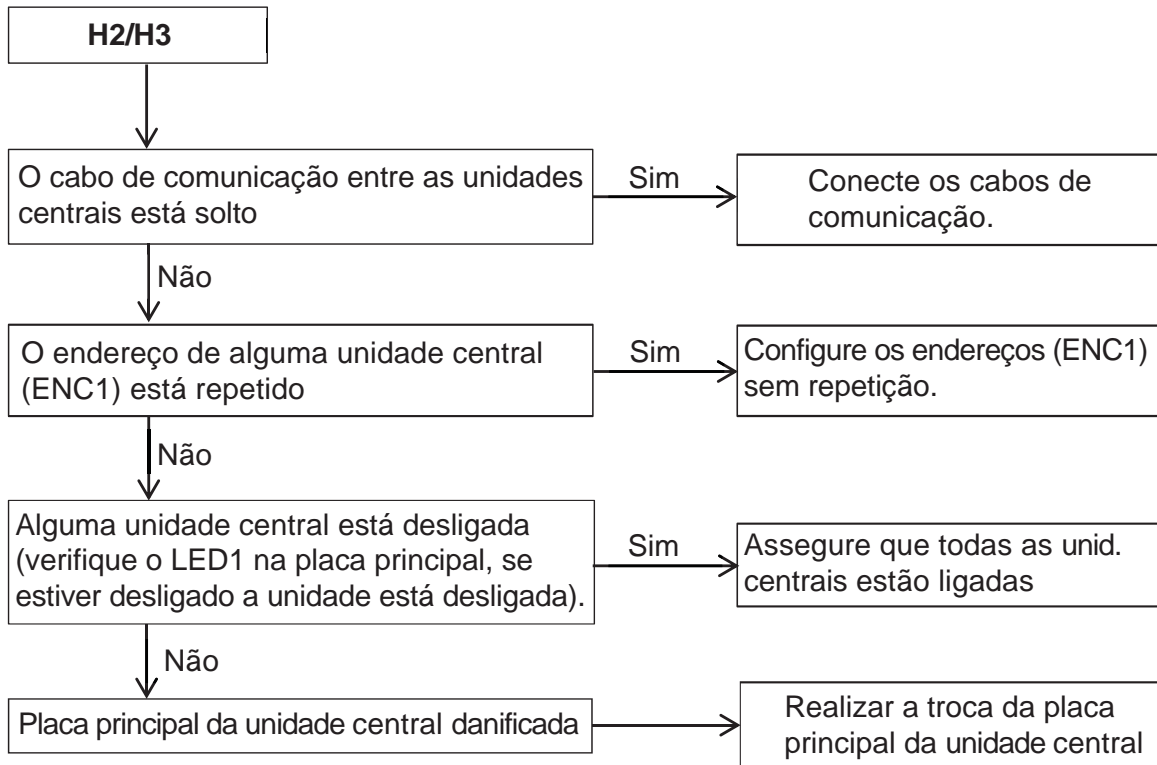 H2/H3
O cabo de comunicação entre as unidades
centrais está solto
Sim
Conecte os cabos de
comunicação.
Não
O endereço de alguma unidade central
(ENC1) está repetido
Sim
Configure os endereços (ENC1)
sem repetição.
Não
Alguma unidade central está desligada
(verifique o LED1 na placa principal, se
estiver desligado a unidade está desligada).
Sim
Assegure que todas as unid.
centrais estão ligadas
Não
Placa principal da unidade central danificada
Realizar a troca da placa
principal da unidade central